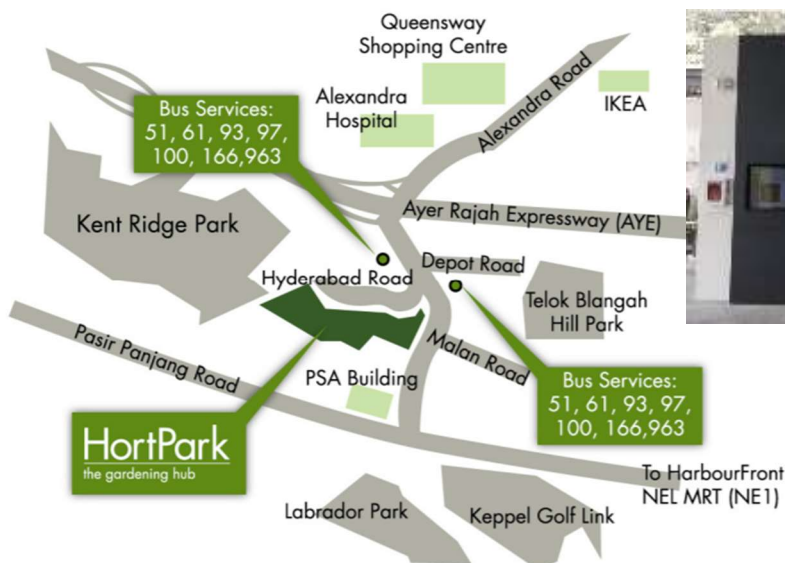 Queensway
Shopping Centre
Alexandra
Hospital
Alexandra Road
IKEA
Bus Services:
51, 61, 93, 97,
100, 166,963
Kent Ridge Park
Ayer Rajah Expressway (AYE)
Hyderabad Road
Depot Road
Telok Blangah
Hill Park
Malan Road
Pasir Panjang Road
PSA Building
Bus Services:
51, 61, 93, 97,
100, 166,963
HortPark
the gardening hub
To HarbourFront
NEL MRT (NE1)
Labrador Park
Keppel Golf Link